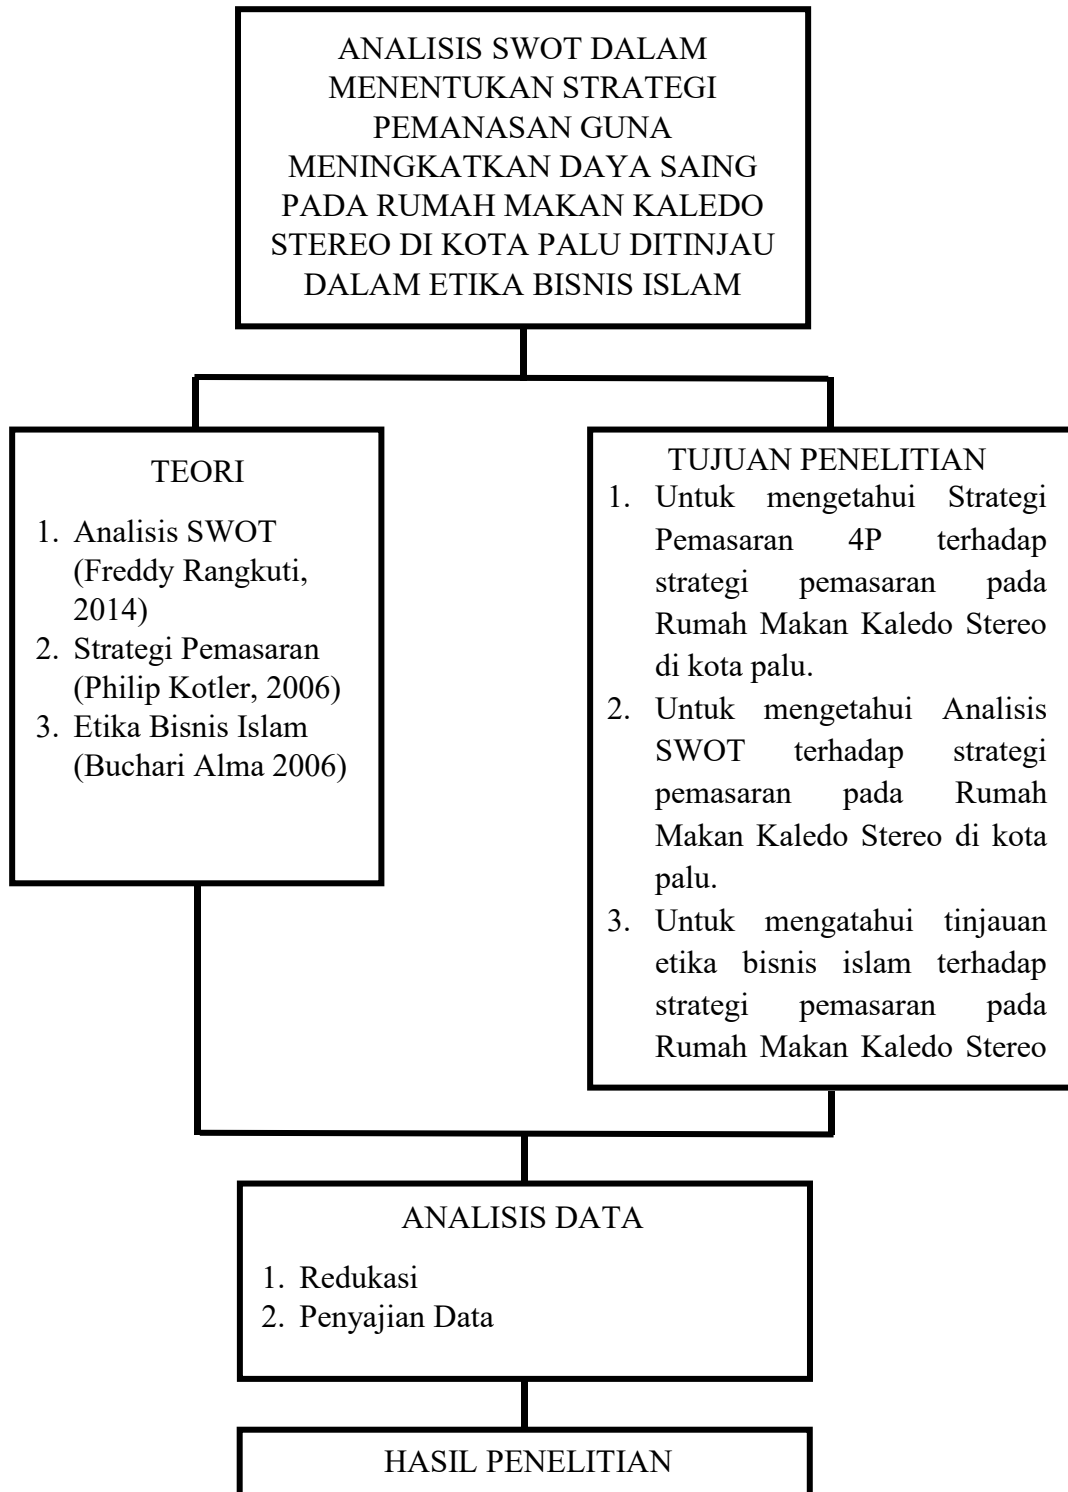 ANALISIS SWOT DALAM
MENENTUKAN STRATEGI
PEMANASAN GUNA
MENINGKATKAN DAYA SAING
PADA RUMAH MAKAN KALEDO
STEREO DI KOTA PALU DITINJAU
DALAM ETIKA BISNIS ISLAM
TEORI
1. Analisis SWOT
(Freddy Rangkuti,
2014)
2. Strategi Pemasaran
(Philip Kotler, 2006)
3. Etika Bisnis Islam
(Buchari Alma 2006)
TUJUAN PENELITIAN
1. Untuk mengetahui Strategi
Pemasaran 4P terhadap
strategi pemasaran pada
Rumah Makan Kaledo Stereo
di kota palu.
2. Untuk mengetahui Analisis
SWOT terhadap strategi
pemasaran pada Rumah
Makan Kaledo Stereo di kota
palu.
3. Untuk mengatahui tinjauan
etika bisnis islam terhadap
strategi pemasaran pada
Rumah Makan Kaledo Stereo
ANALISIS DATA
1. Redukasi
2. Penyajian Data
HASIL PENELITIAN